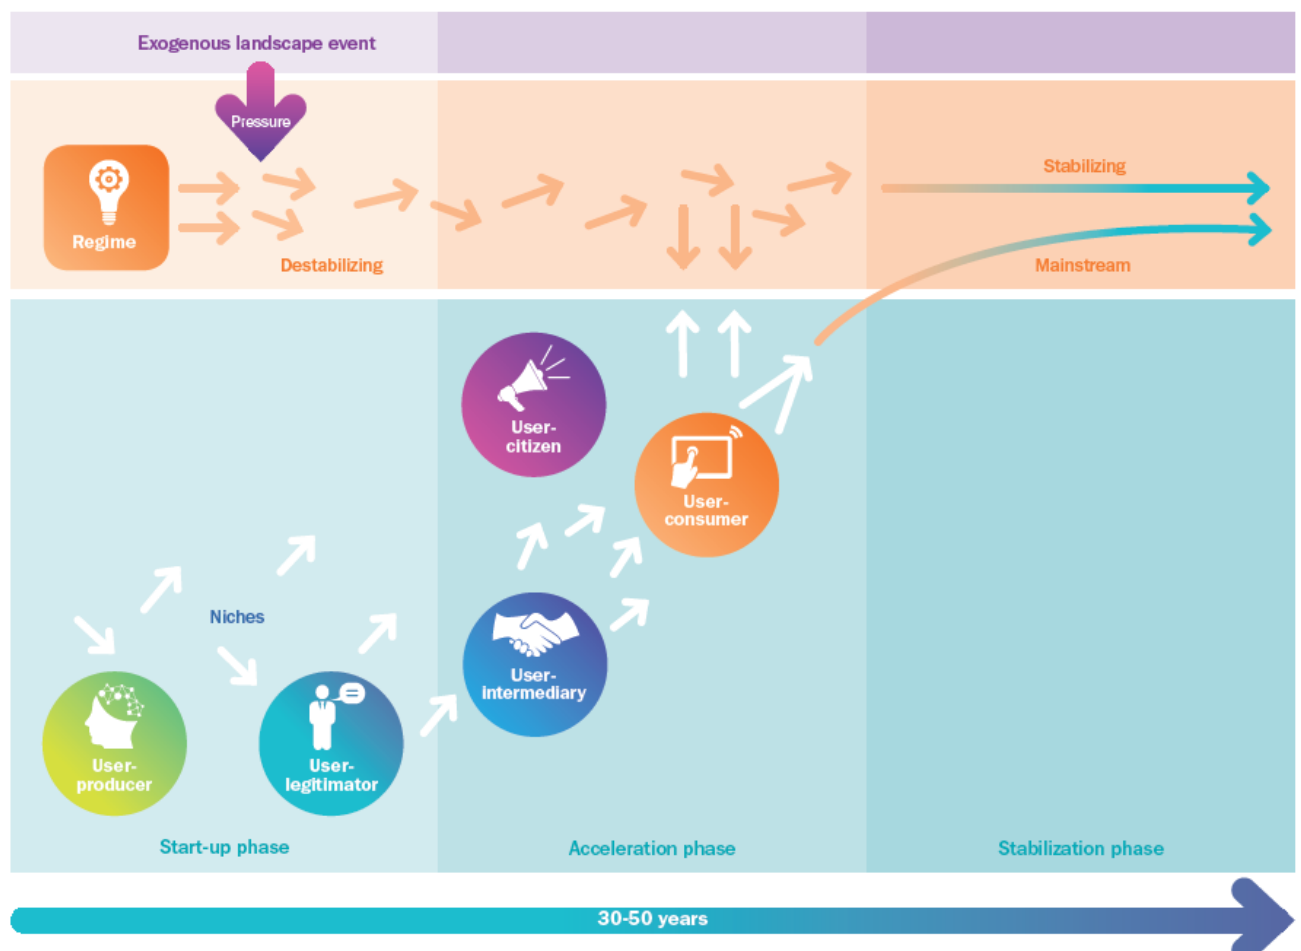 Exogenous landscape event
Pressure
Regime
Destabilizing
Stabilizing
Mainstream
User-
citizen
User-
consumer
Niches
User-
intermediary
User-
producer
User-
legitimator
Start-up phase
Acceleration phase
Stabilization phase
30-50 years